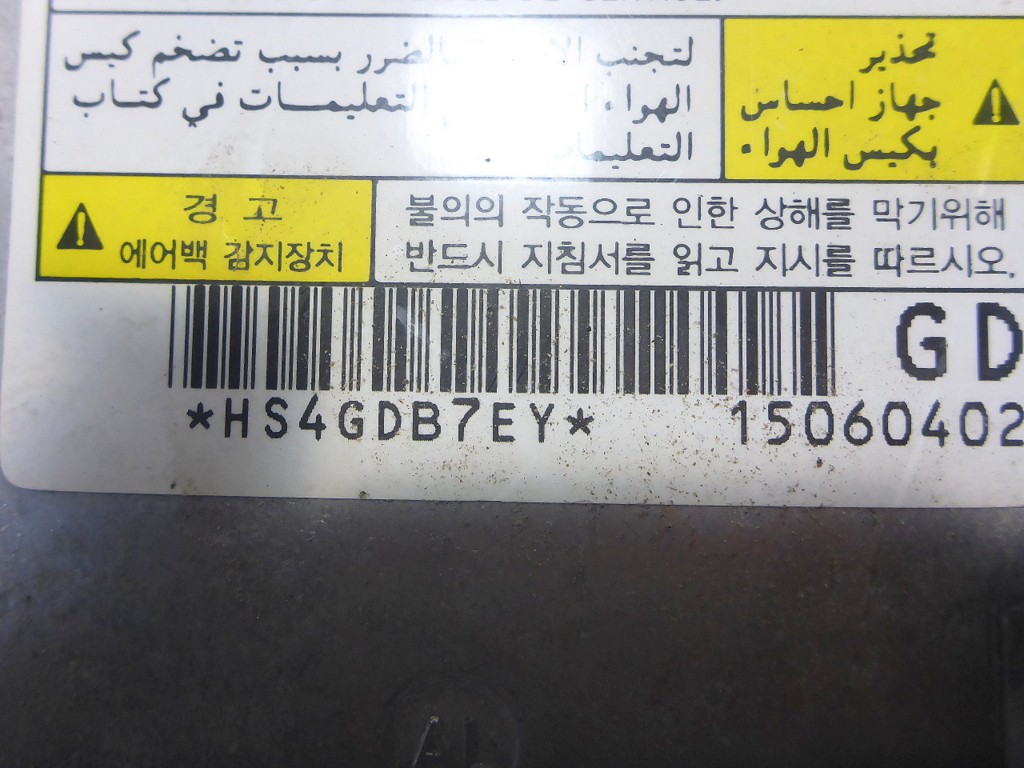 لتجنب الضرر بسبب تضخم كيس
الهواء التعليمات في كتاب
تحذير
جهاز احساس
بكيس الهواء
경 고
에어백 감지장치
불의의 작동으로 인한 상해를 막기위해
반드시 지침서를 읽고 지시를 따르시오.
GD
*HS4GDB7EY* 15060402